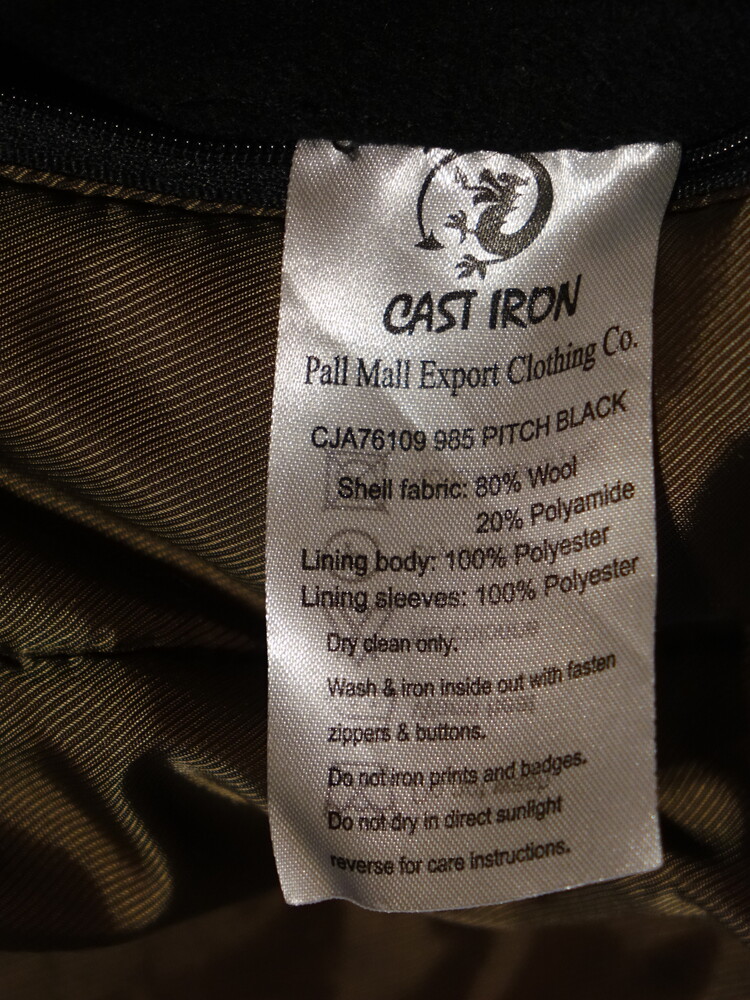 CAST IRON
Pall Mall Export Clothing Co.
CJA76109 985 PITCH BLACK
Shell fabric: 80% Wool
20% Polyamide
Lining body: 100% Polyester
Lining sleeves: 100% Polyester
Dry clean only.
Wash & iron inside out with fasten
zippers & buttons.
Do not iron prints and badges.
Do not dry in direct sunlight
reverse for care instructions.